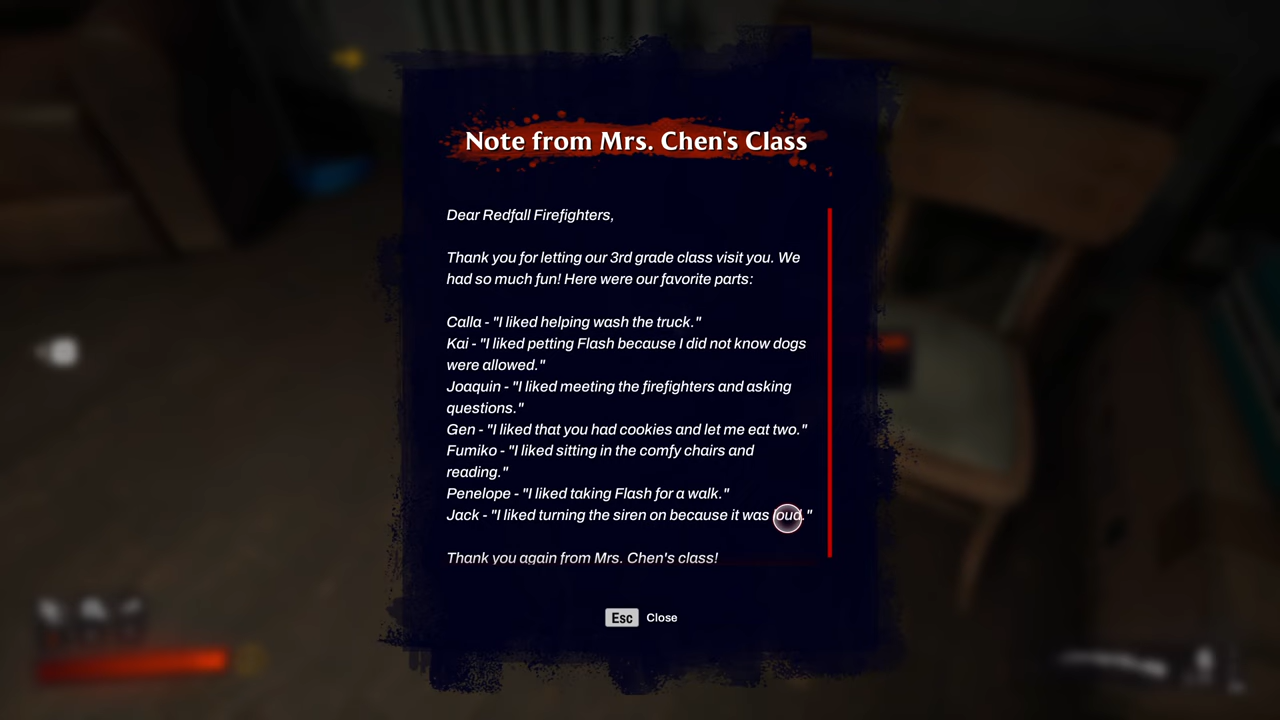 Note from Mrs. Chen's Class
Dear Redfall Firefighters,
Thank you for letting our 3rd grade class visit you. We
had so much fun! Here were our favorite parts:
Calla - "I liked helping wash the truck."
Kai - "I liked petting Flash because I did not know dogs
were allowed."
Joaquin - "I liked meeting the firefighters and asking
questions."
Gen - "I liked that you had cookies and let me eat two."
Fumiko - "I liked sitting in the comfy chairs and
reading."
Penelope - "I liked taking Flash for a walk."
Jack - "I liked turning the siren on because it was loud."
Thank you again from Mrs. Chen's class!
Esc Close